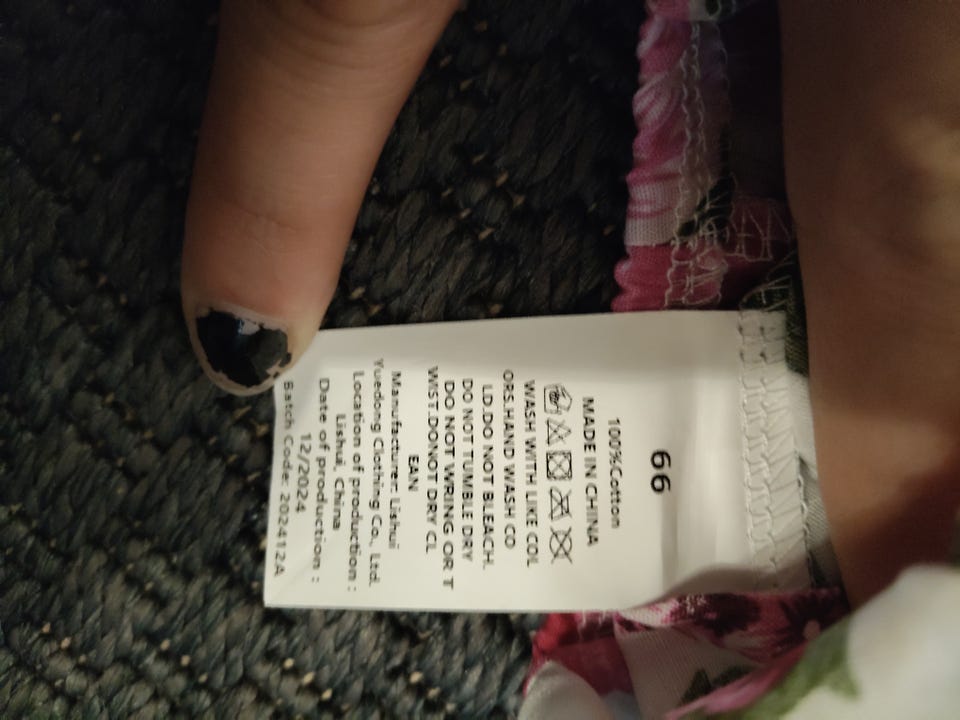 66
100%Cotton
MADE IN CHINA
WASH WITH LIKE COL
ORS.HAND WASH CO
LD.DO NOT BLEACH.
DO NOT TUMBLE DRY
DO NOT WRING OR T
WIST.DONOT DRY CL
EAN
Manufacturer: Lishui
Yuedong Clothing Co., Ltd.
Location of production :
Lishui, China
Date of production :
12/2024
Batch Code: 202412A